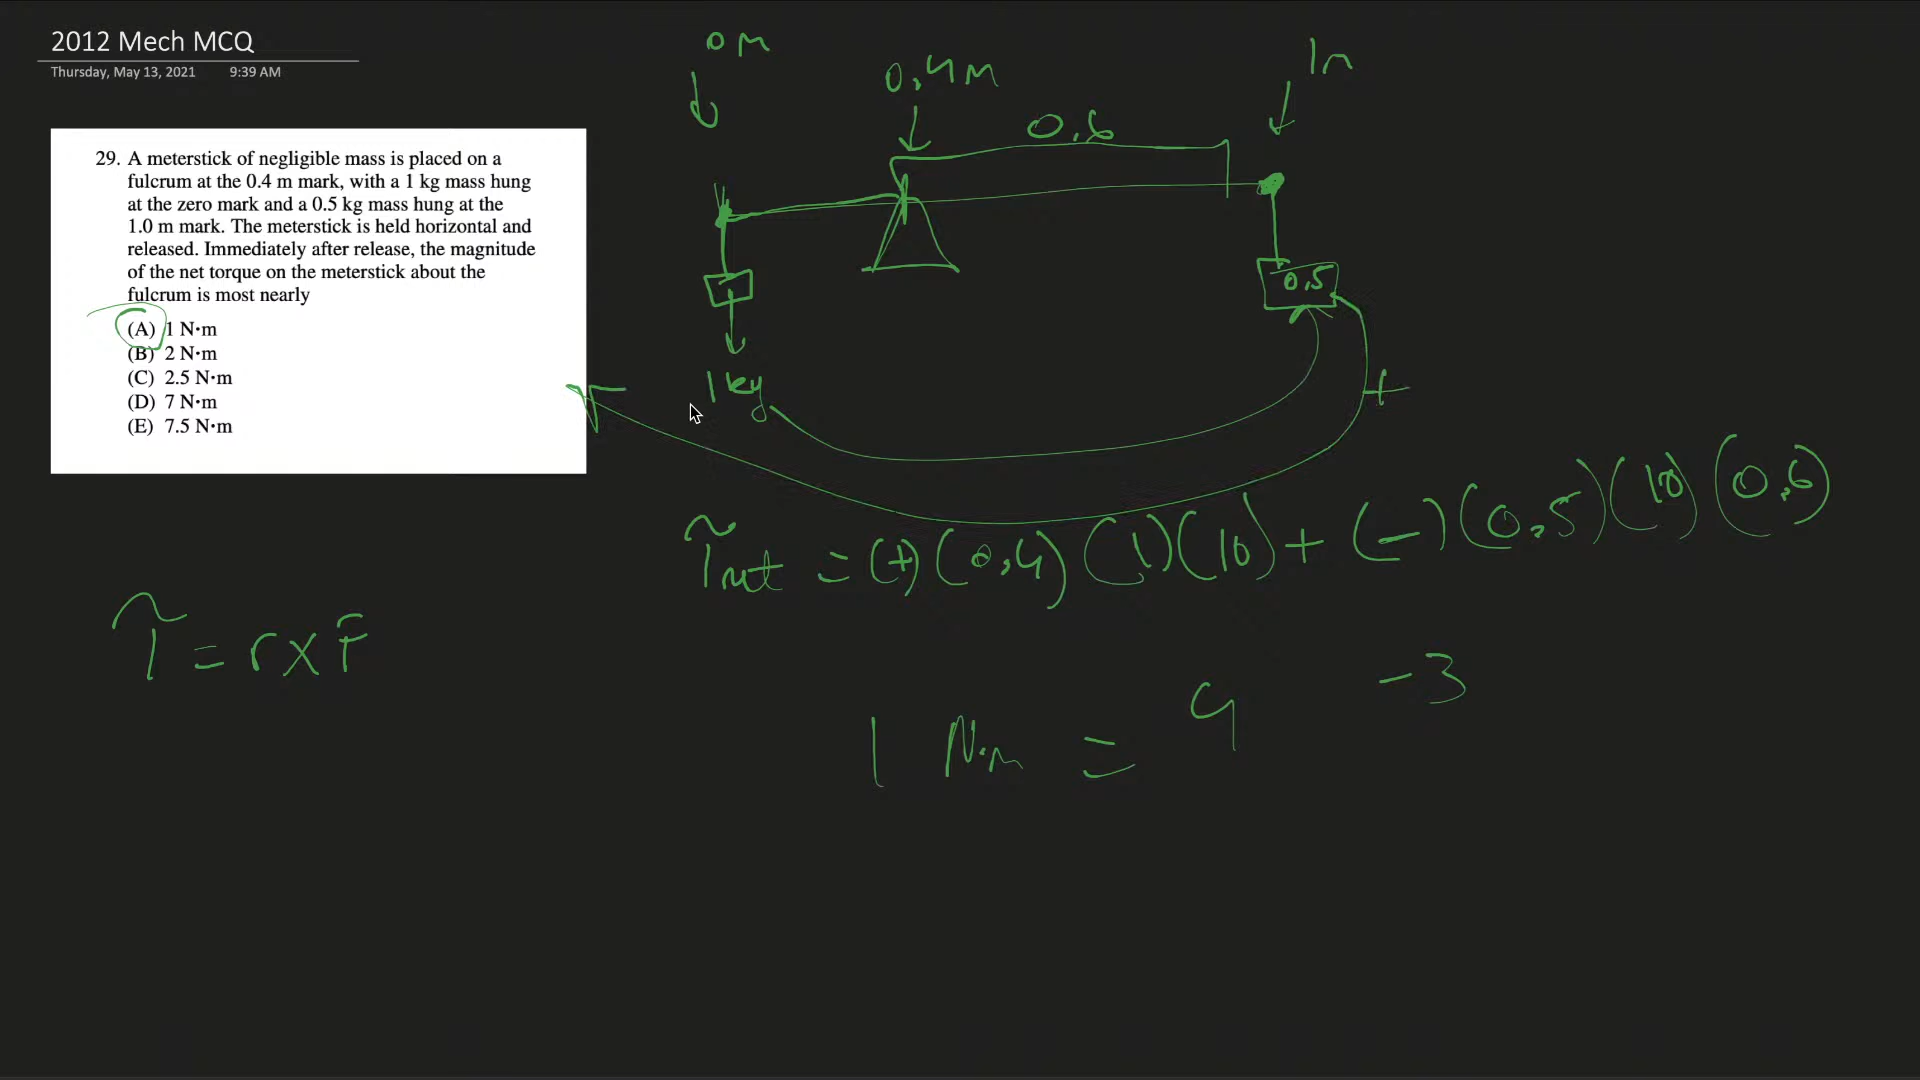 2012 Mech MCQ
Thursday, May 13, 2021 9:39 AM
29. A meterstick of negligible mass is placed on a
fulcrum at the 0.4 m mark, with a 1 kg mass hung
at the zero mark and a 0.5 kg mass hung at the
1.0 m mark. The meterstick is held horizontal and
released. Immediately after release, the magnitude
of the net torque on the meterstick about the
fulcrum is most nearly
(A) 1 N•m
(B) 2 N•m
(C) 2.5 N•m
(D) 7 N•m
(E) 7.5 N•m
0 M
0.4 M
1 m
0.6
0.5
1 kg
+
τnet = (+)(0.4)(1)(10) + (-)(0.5)(10)(0.6)
τ = r x F
4 -3
1 N·m =